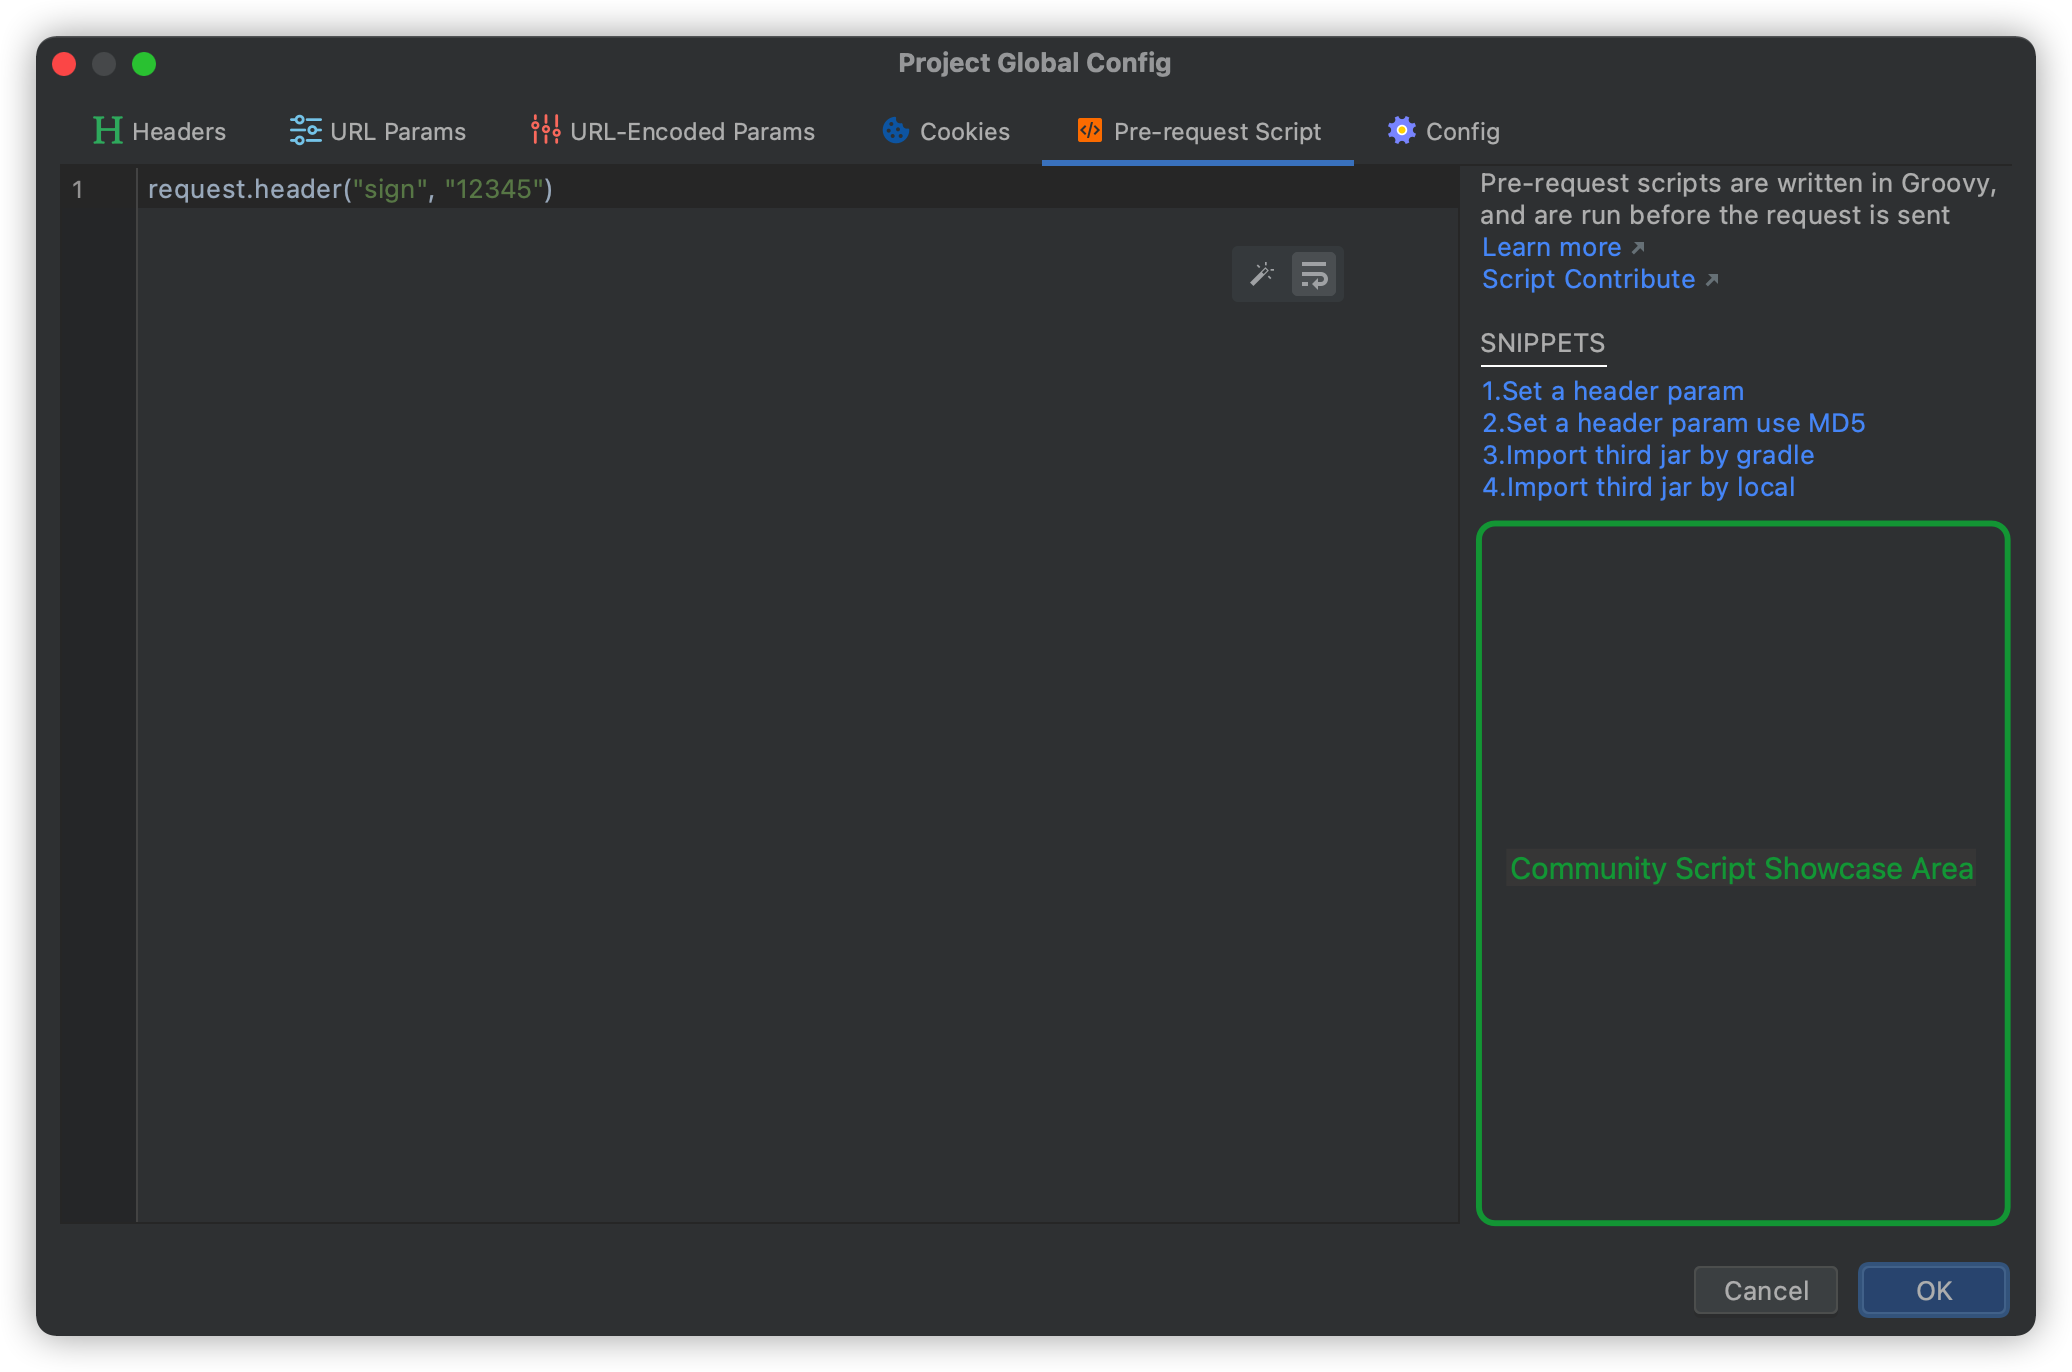 Project Global Config
Headers
URL Params
URL-Encoded Params
Cookies
Pre-request Script
Config
1
request.header("sign", "12345")
Pre-request scripts are written in Groovy,
and are run before the request is sent
Learn more
Script Contribute
SNIPPETS
1.Set a header param
2.Set a header param use MD5
3.Import third jar by gradle
4.Import third jar by local
Community Script Showcase Area
Cancel
OK